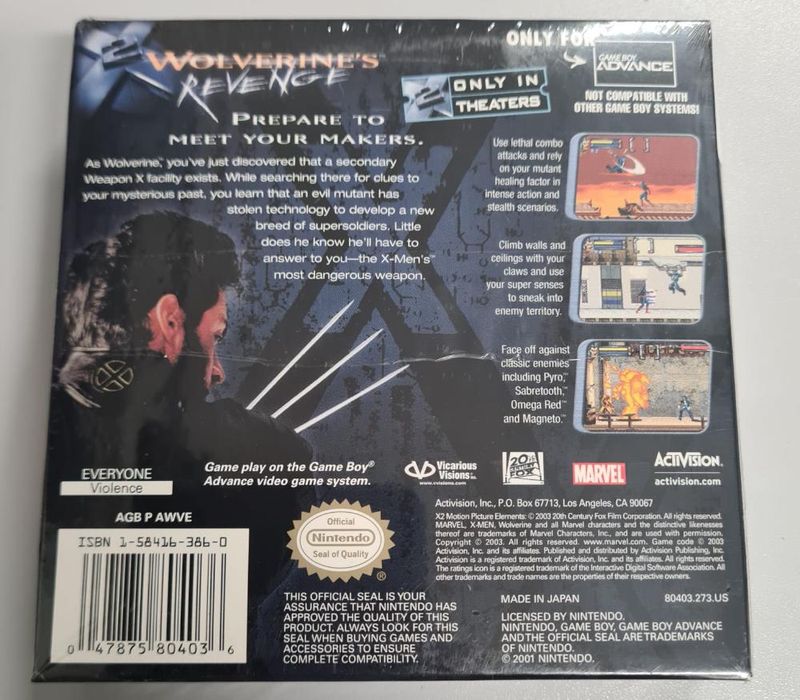 2
WOLVERINE'S
REVENGE
ONLY FOR
GAME BOY
ADVANCE
NOT COMPATIBLE WITH
OTHER GAME BOY SYSTEMS!
2
ONLY IN
THEATERS
PREPARE TO
MEET YOUR MAKERS.
As Wolverine, you've just discovered that a secondary
Weapon X facility exists. While searching there for clues to
your mysterious past, you learn that an evil mutant has
stolen technology to develop a new
breed of supersoldiers. Little
does he know he'll have to
answer to you—the X-Men's™
most dangerous weapon.
Use lethal combo
attacks and rely
on your mutant
healing factor in
intense action and
stealth scenarios.
Climb walls and
ceilings with your
claws and use
your super senses
to sneak into
enemy territory.
Face off against
classic enemies
including Pyro,™
Sabretooth,™
Omega Red™
and Magneto.™
EVERYONE
Violence
Game play on the Game Boy®
Advance video game system.
Vicarious
Visions Inc.
www.vvisions.com
20th
CENTURY
FOX
MARVEL
ACTIVISION.
activision.com
AGB P AWVE
ISBN 1-58416-386-0
0 47875 80403 6
Official
Nintendo
Seal of Quality
®
THIS OFFICIAL SEAL IS YOUR
ASSURANCE THAT NINTENDO HAS
APPROVED THE QUALITY OF THIS
PRODUCT. ALWAYS LOOK FOR THIS
SEAL WHEN BUYING GAMES AND
ACCESSORIES TO ENSURE
COMPLETE COMPATIBILITY.
Activision, Inc., P.O. Box 67713, Los Angeles, CA 90067
X2 Motion Picture Elements: © 2003 20th Century Fox Film Corporation. All rights reserved.
MARVEL, X-MEN, Wolverine and all Marvel characters and the distinctive likenesses
thereof are trademarks of Marvel Characters, Inc., and are used with permission.
Copyright © 2003. All rights reserved. www.marvel.com. Game code © 2003
Activision, Inc. and its affiliates. Published and distributed by Activision Publishing, Inc.
Activision is a registered trademark of Activision, Inc. and its affiliates. All rights reserved.
The ratings icon is a registered trademark of the Interactive Digital Software Association. All
other trademarks and trade names are the properties of their respective owners.
MADE IN JAPAN
80403.273.US
LICENSED BY NINTENDO.
NINTENDO, GAME BOY, GAME BOY ADVANCE
AND THE OFFICIAL SEAL ARE TRADEMARKS
OF NINTENDO.
© 2001 NINTENDO.